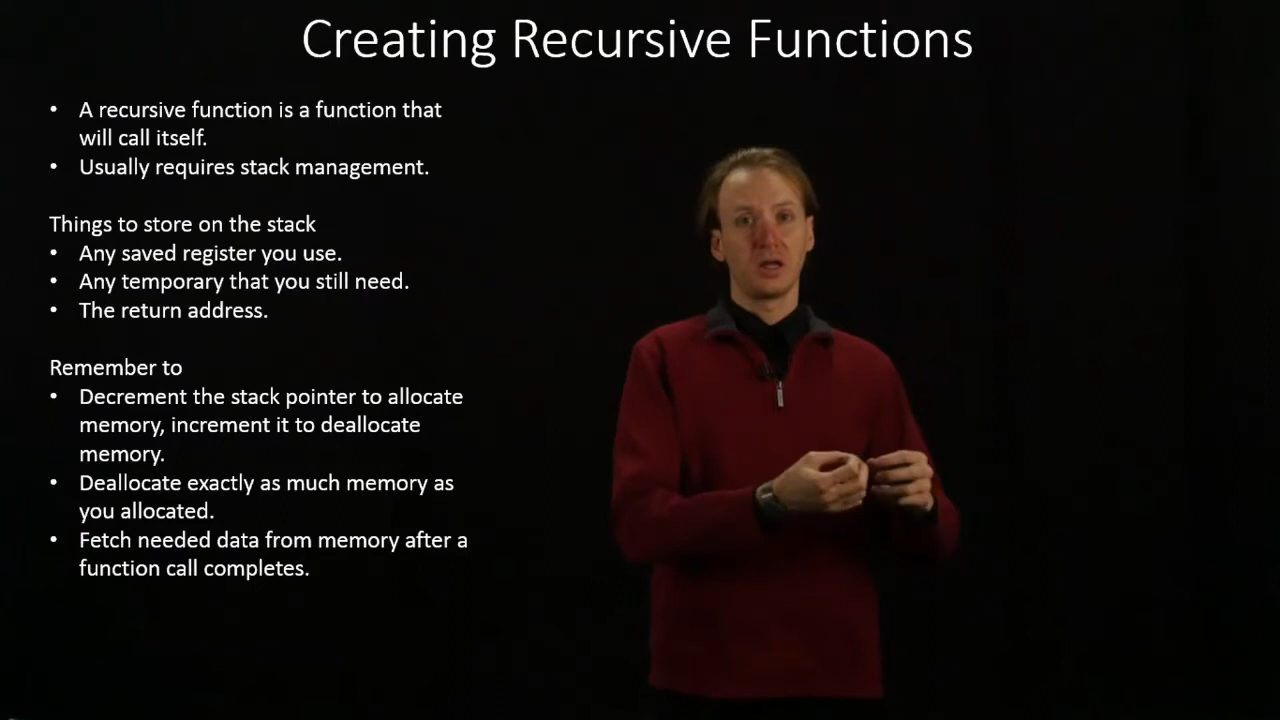 Creating Recursive Functions
• A recursive function is a function that
will call itself.
• Usually requires stack management.
Things to store on the stack
• Any saved register you use.
• Any temporary that you still need.
• The return address.
Remember to
• Decrement the stack pointer to allocate
memory, increment it to deallocate
memory.
• Deallocate exactly as much memory as
you allocated.
• Fetch needed data from memory after a
function call completes.